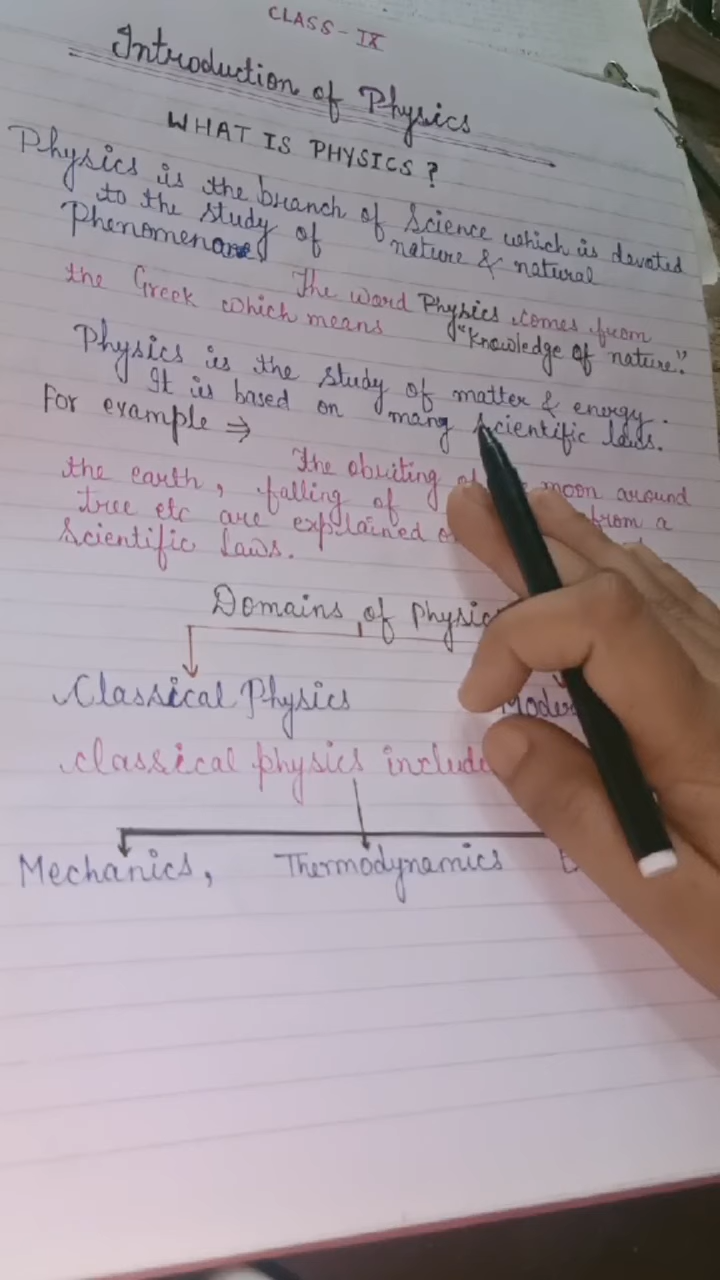 CLASS - IX
Introduction of Physics
WHAT IS PHYSICS?
Physics is the branch of Science which is devoted
to the study of nature & natural
Phenomena
The word Physics comes from
the Greek which means "Knowledge of nature."
Physics is the study of matter & energy.
It is based on many scientific laws.
For example ⇒
The obviting moon around
the earth, falling of from a
tree etc are explained
Scientific Laws.
Domains of Physic
Classical Physics Moder
Classical physics includ
Mechanics, Thermodynamics